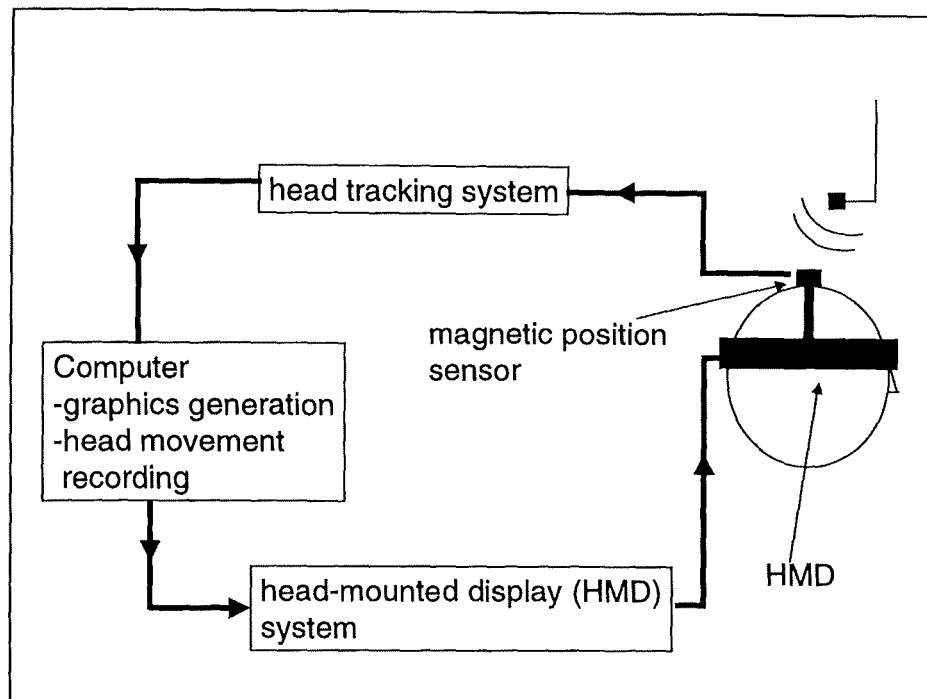 head tracking system
magnetic position
sensor
Computer
-graphics generation
-head movement
recording
HMD
head-mounted display (HMD)
system